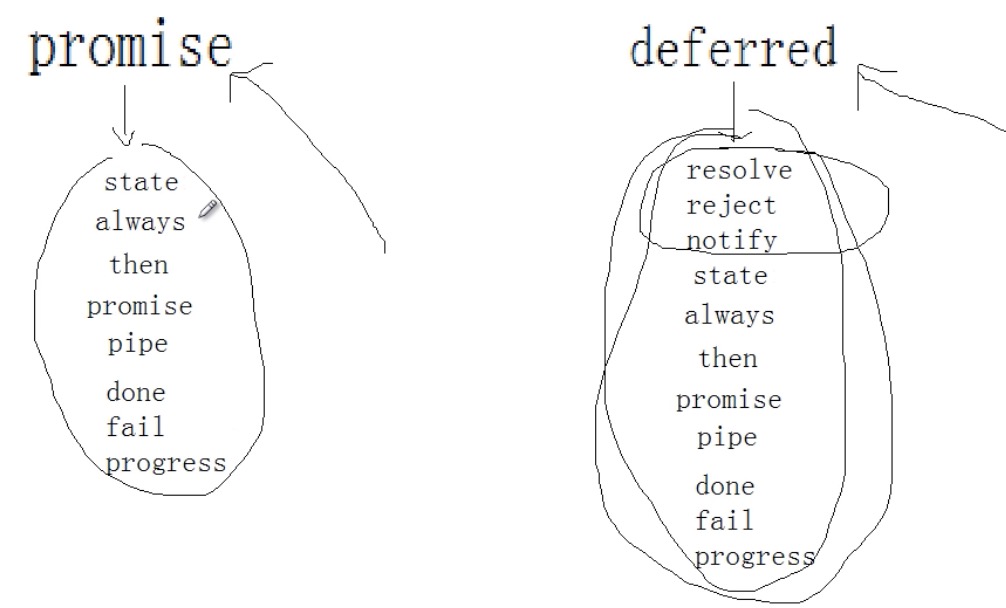 promise
state
always
then
promise
pipe
done
fail
progress
deferred
resolve
reject
notify
state
always
then
promise
pipe
done
fail
progress